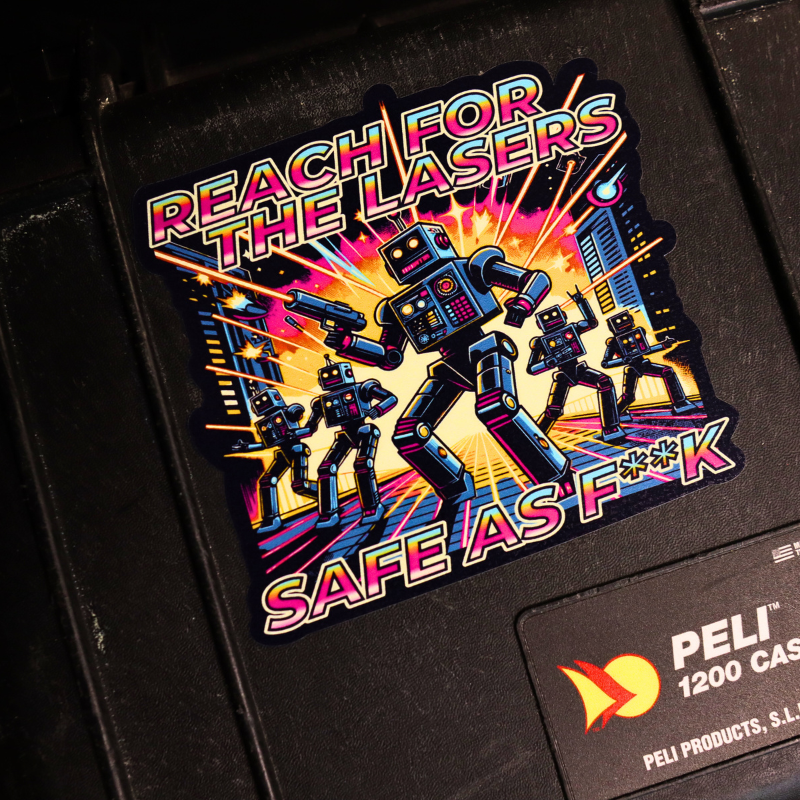 REACH FOR
THE LASERS
SAFE AS F**K
PELI™
1200 CAS
PELI PRODUCTS, S.L.